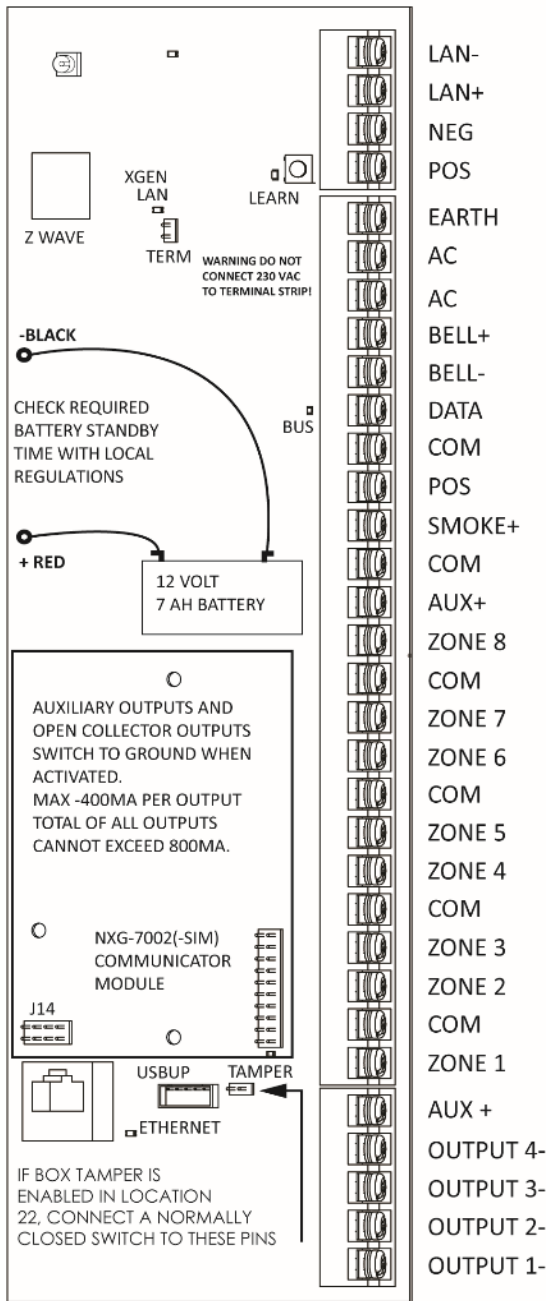 LAN-
LAN+
NEG
POS
XGEN
LAN
LEARN
Z WAVE
TERM
WARNING DO NOT
CONNECT 230 VAC
TO TERMINAL STRIP!
EARTH
AC
AC
BELL+
BELL-
DATA
COM
POS
SMOKE+
COM
AUX+
ZONE 8
COM
ZONE 7
ZONE 6
COM
ZONE 5
ZONE 4
COM
ZONE 3
ZONE 2
COM
ZONE 1
AUX +
OUTPUT 4-
OUTPUT 3-
OUTPUT 2-
OUTPUT 1-
-BLACK
CHECK REQUIRED
BATTERY STANDBY
TIME WITH LOCAL
REGULATIONS
BUS
+ RED
12 VOLT
7 AH BATTERY
AUXILIARY OUTPUTS AND
OPEN COLLECTOR OUTPUTS
SWITCH TO GROUND WHEN
ACTIVATED.
MAX -400MA PER OUTPUT
TOTAL OF ALL OUTPUTS
CANNOT EXCEED 800MA.
NXG-7002(-SIM)
COMMUNICATOR
MODULE
J14
USBUP
TAMPER
ETHERNET
IF BOX TAMPER IS
ENABLED IN LOCATION
22, CONNECT A NORMALLY
CLOSED SWITCH TO THESE PINS